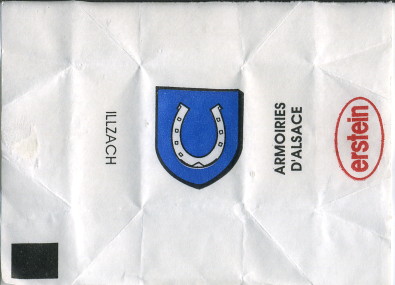 erstein
ARMOIRIES
D'ALSACE
ILLZACH